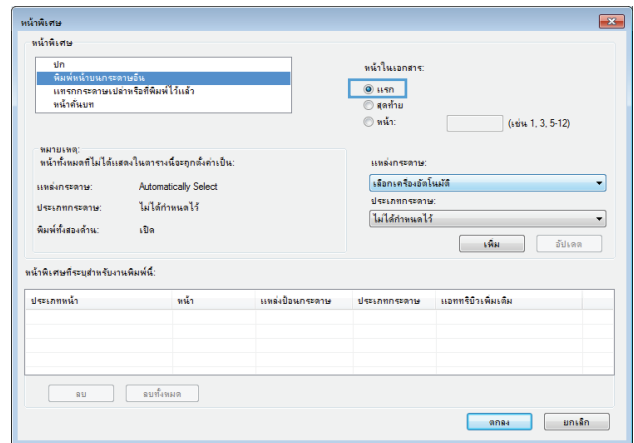 หน้าพิเศษ
หน้าพิเศษ
ปก
พิมพ์หน้าบนกระดาษอื่น
แทรกกระดาษเปล่าหรือที่พิมพ์ไว้แล้ว
หน้าคั่นบท
หน้าในเอกสาร:
แรก
สุดท้าย
หน้า:
(เช่น 1, 3, 5-12)
หมายเหตุ:
หน้าทั้งหมดที่ไม่ได้แสดงในตารางนี้จะถูกตั้งค่าเป็น:
แหล่งกระดาษ: Automatically Select
ประเภทกระดาษ: ไม่ได้กำหนดไว้
พิมพ์ทั้งสองด้าน: เปิด
แหล่งกระดาษ:
เลือกเครื่องอัตโนมัติ
ประเภทกระดาษ:
ไม่ได้กำหนดไว้
เพิ่ม อัปเดต
หน้าพิเศษที่ระบุสำหรับงานพิมพ์นี้:
ประเภทหน้า หน้า แหล่งป้อนกระดาษ ประเภทกระดาษ แอททริบิวเพิ่มเติม
ลบ ลบทั้งหมด
ตกลง ยกเลิก